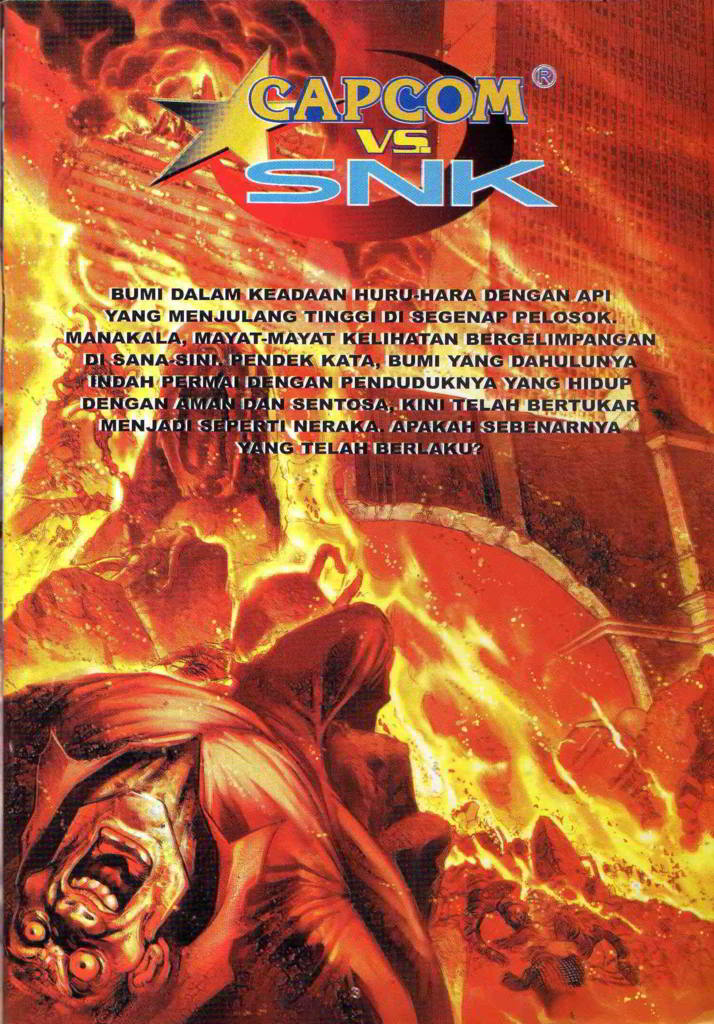 CAPCOM®
VS.
SNK
BUMI DALAM KEADAAN HURU-HARA DENGAN API
YANG MENJULANG TINGGI DI SEGENAP PELOSOK.
MANAKALA, MAYAT-MAYAT KELIHATAN BERGELIMPANGAN
DI SANA-SINI. PENDEK KATA, BUMI YANG DAHULUNYA
INDAH PERMAI DENGAN PENDUDUKNYA YANG HIDUP
DENGAN AMAN DAN SENTOSA, KINI TELAH BERTUKAR
MENJADI SEPERTI NERAKA. APAKAH SEBENARNYA
YANG TELAH BERLAKU?
3